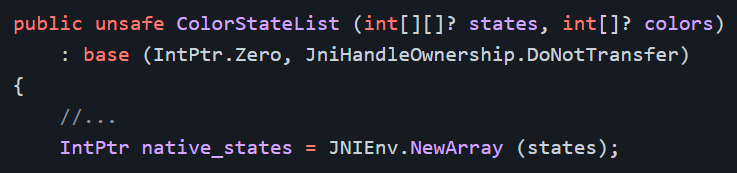 public unsafe ColorStateList (int[][]? states, int[]? colors)
    : base (IntPtr.Zero, JniHandleOwnership.DoNotTransfer)
{
    //...
    IntPtr native_states = JNIEnv.NewArray (states);